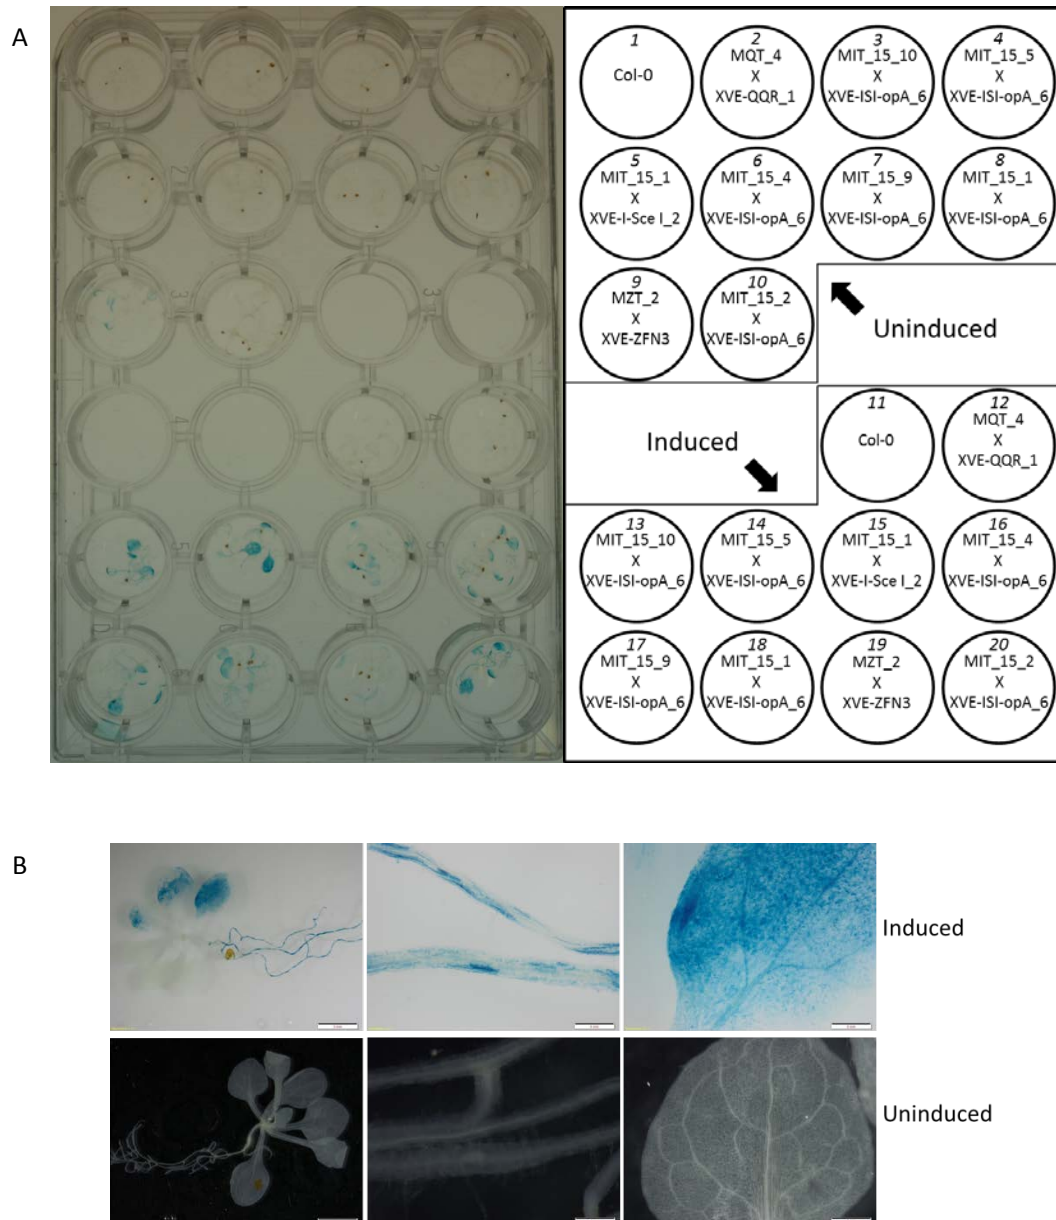 A
1
Col-0
2
MQT_4
X
XVE-QQR_1
3
MIT_15_10
X
XVE-ISI-opA_6
4
MIT_15_5
X
XVE-ISI-opA_6
5
MIT_15_1
X
XVE-I-Sce I_2
6
MIT_15_4
X
XVE-ISI-opA_6
7
MIT_15_9
X
XVE-ISI-opA_6
8
MIT_15_1
X
XVE-ISI-opA_6
9
MZT_2
X
XVE-ZFN3
10
MIT_15_2
X
XVE-ISI-opA_6
Uninduced
Induced
11
Col-0
12
MQT_4
X
XVE-QQR_1
13
MIT_15_10
X
XVE-ISI-opA_6
14
MIT_15_5
X
XVE-ISI-opA_6
15
MIT_15_1
X
XVE-I-Sce I_2
16
MIT_15_4
X
XVE-ISI-opA_6
17
MIT_15_9
X
XVE-ISI-opA_6
18
MIT_15_1
X
XVE-ISI-opA_6
19
MZT_2
X
XVE-ZFN3
20
MIT_15_2
X
XVE-ISI-opA_6
B
Induced
Uninduced